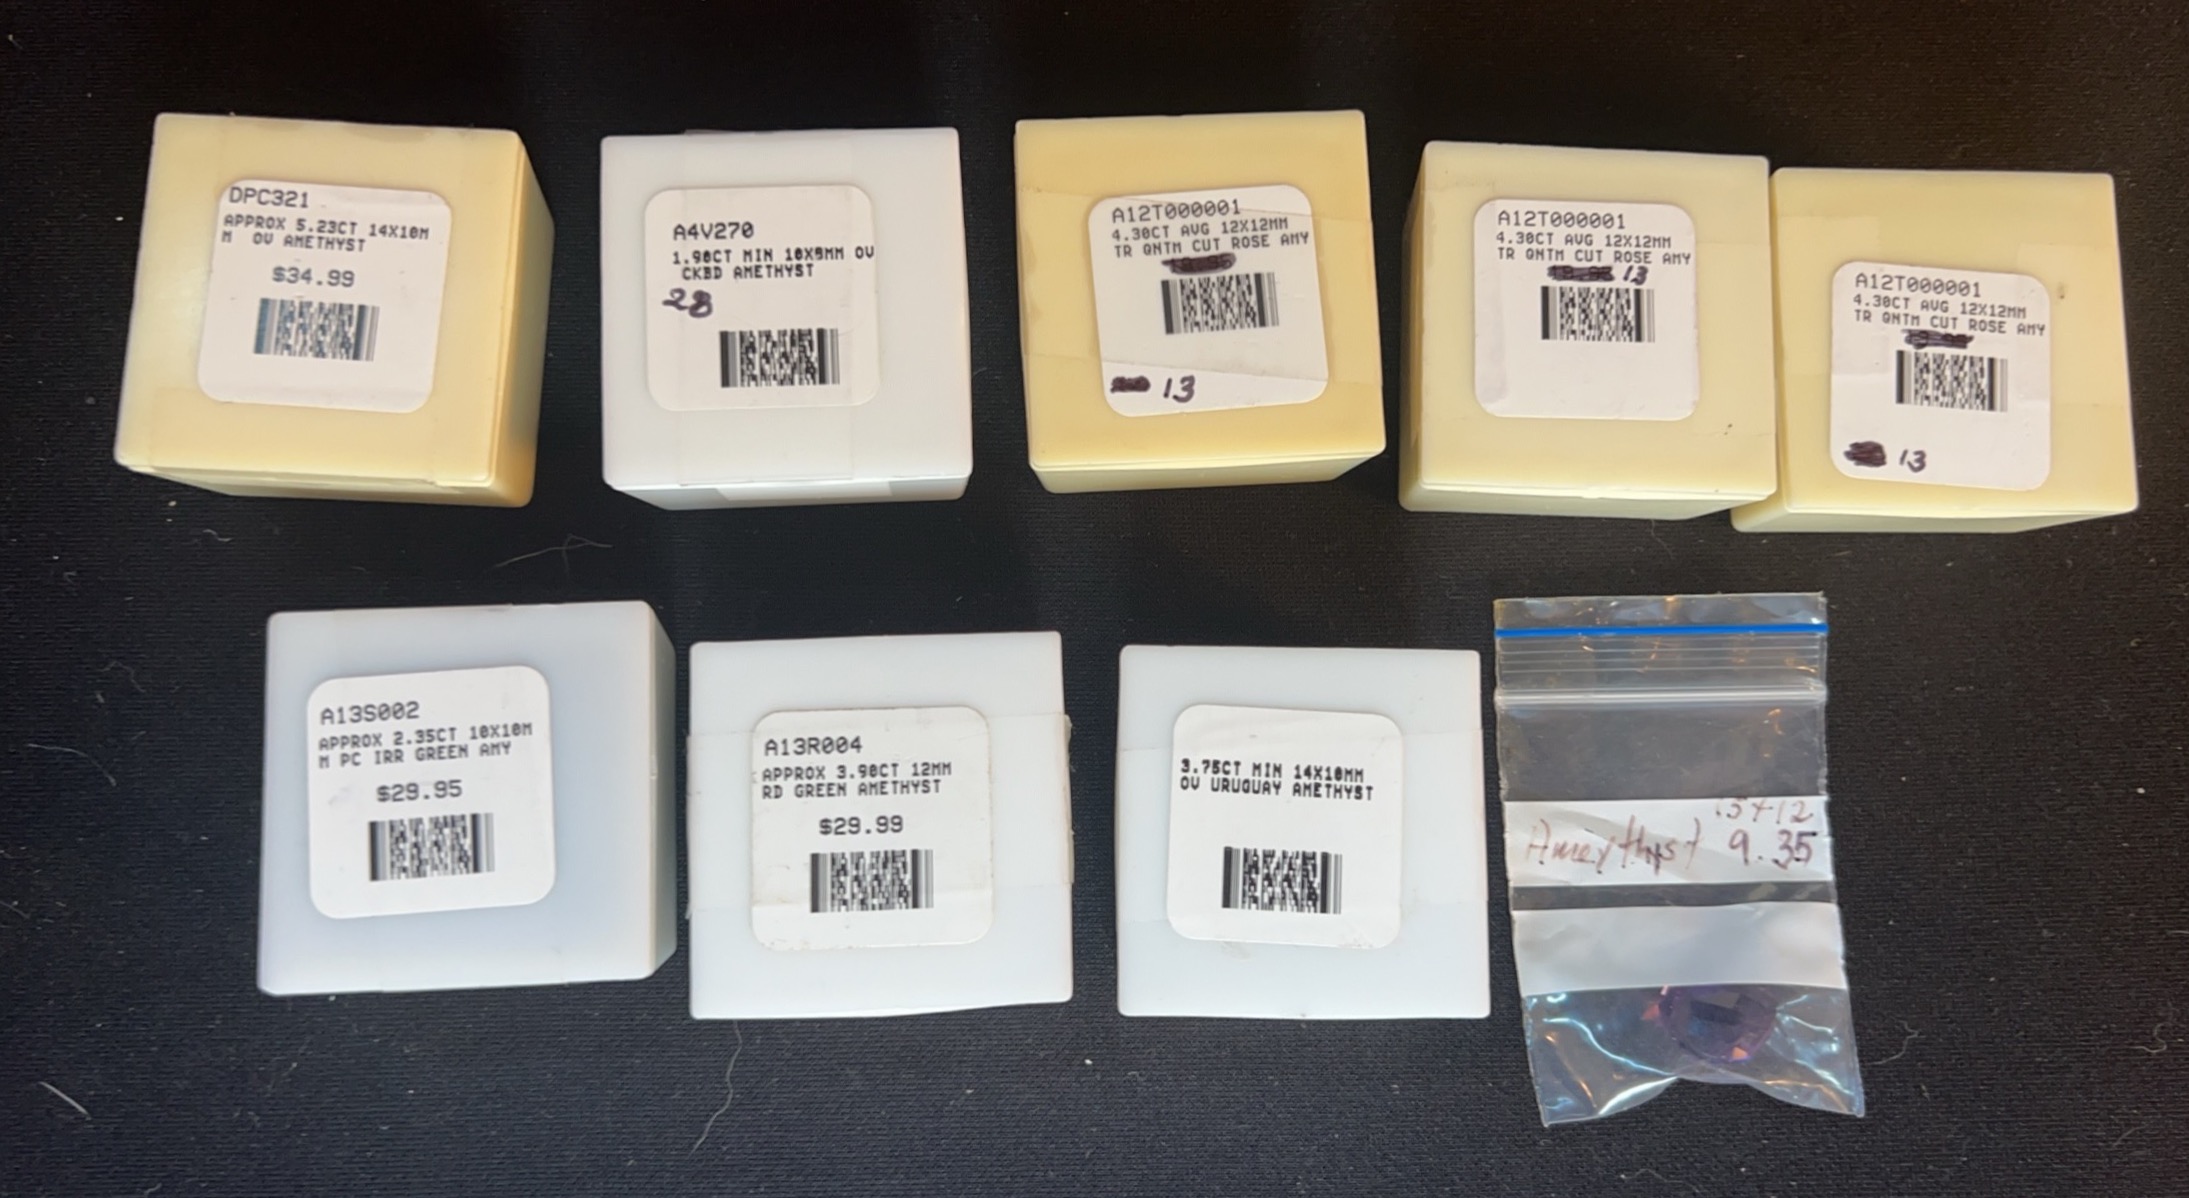 DPC321
APPROX 5.23CT 14X10M
M OV AMETHYST
$34.99
A4V270
1.90CT MIN 10X8MM OV
CKBD AMETHYST
28
A12T000001
4.30CT AVG 12X12MM
TR QNTM CUT ROSE AMY
13
A12T000001
4.30CT AVG 12X12MM
TR QNTM CUT ROSE AMY
13
A12T000001
4.30CT AVG 12X12MM
TR QNTM CUT ROSE AMY
13
A13S002
APPROX 2.35CT 10X10M
M PC IRR GREEN AMY
$29.95
A13R004
APPROX 3.90CT 12MM
RD GREEN AMETHYST
$29.99
3.75CT MIN 14X10MM
OV URUGUAY AMETHYST
Ameythyst 9.35